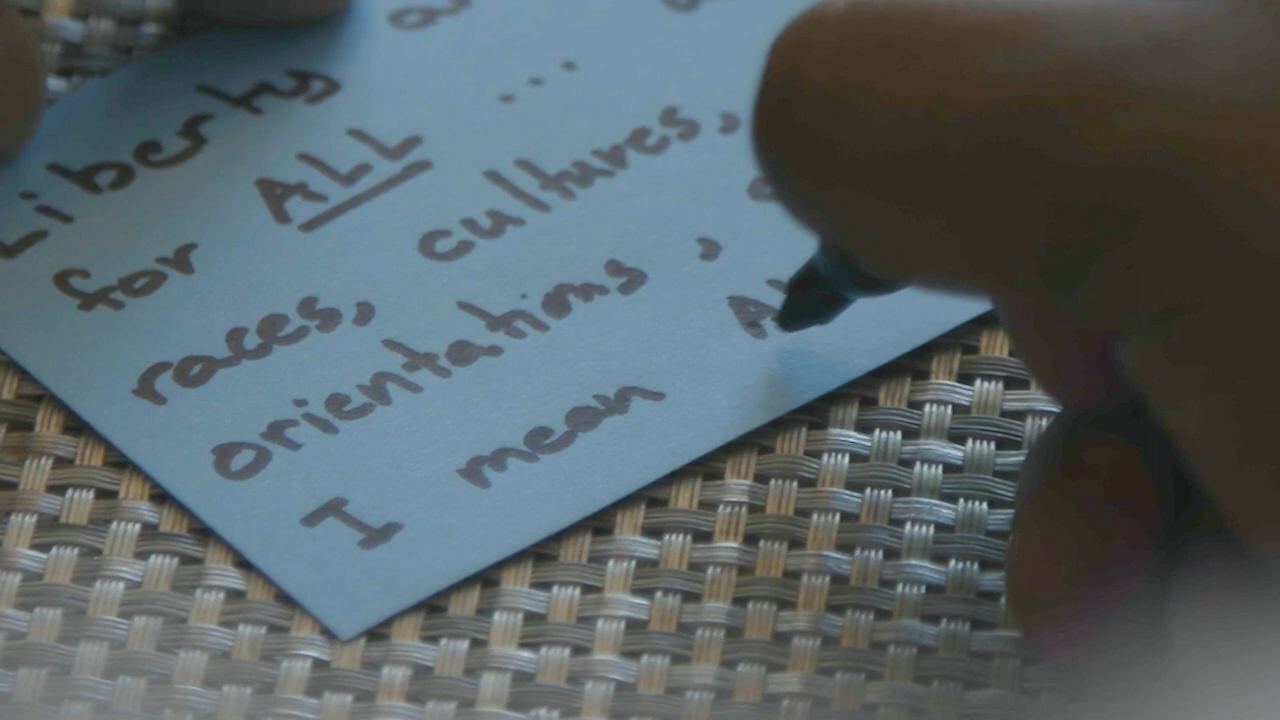 Liberty
for ALL ...
races, cultures,
orientations,
I mean A